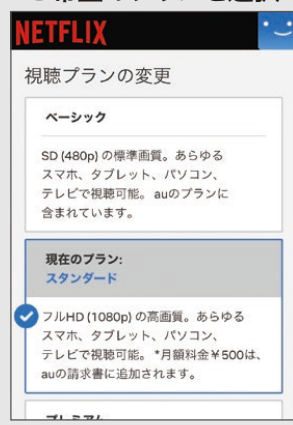 NETFLIX
視聴プランの変更
ベーシック
SD (480p) の標準画質。あらゆる
スマホ、タブレット、パソコン、
テレビで視聴可能。auのプランに
含まれています。
現在のプラン:
スタンダード
フルHD (1080p) の高画質。あらゆる
スマホ、タブレット、パソコン、
テレビで視聴可能。*月額料金¥500は、
auの請求書に追加されます。
プレミアム